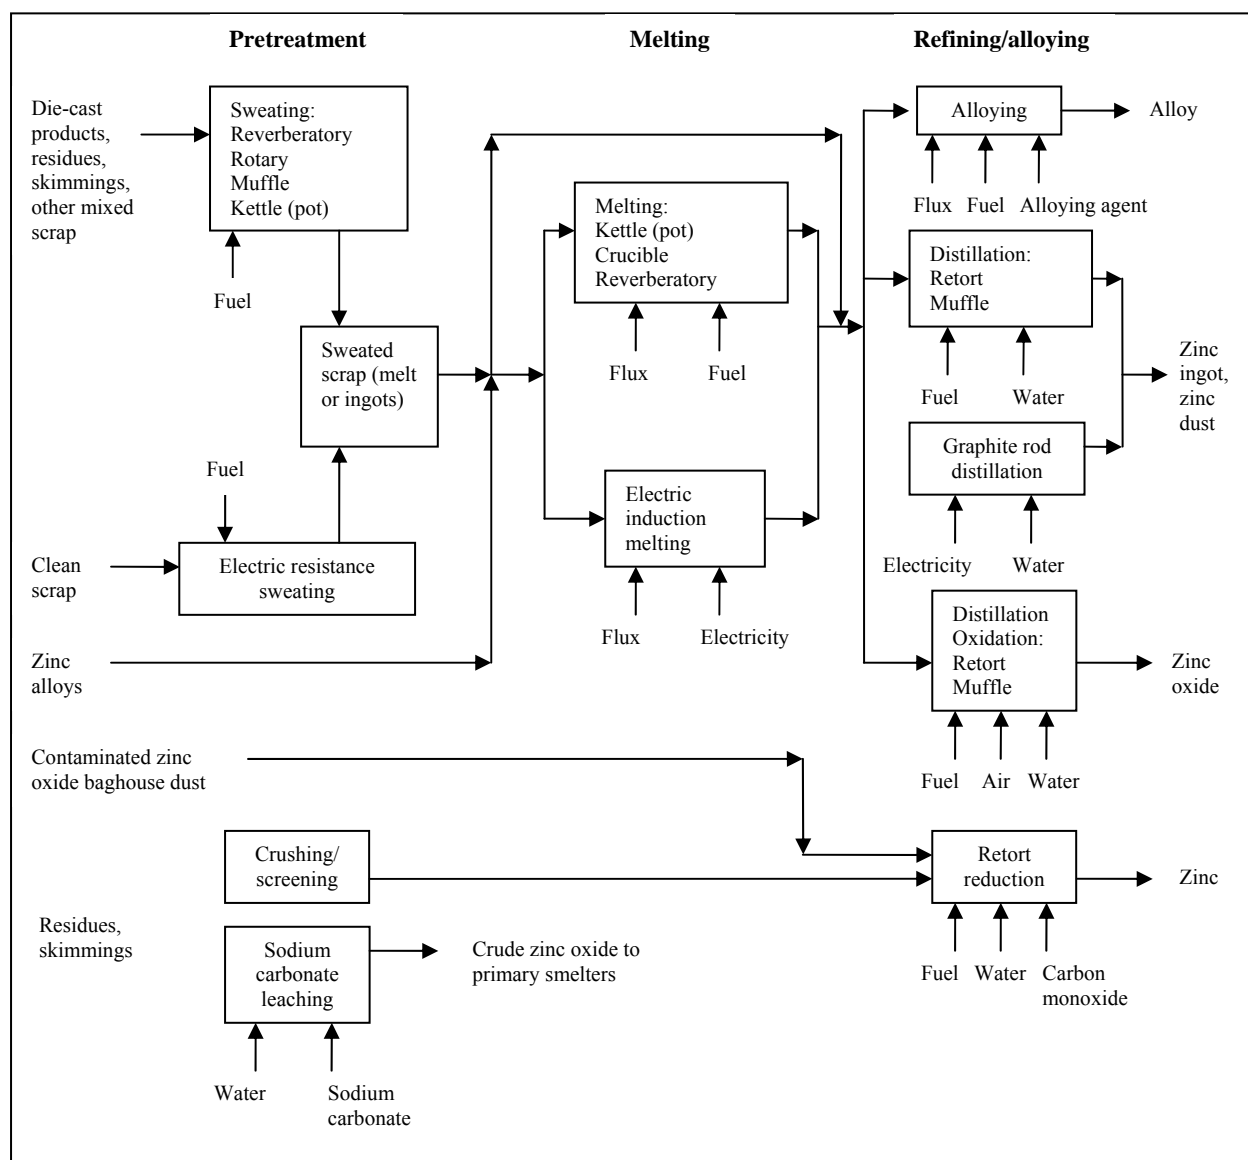 Pretreatment
Melting
Refining/alloying
Die-cast
products,
residues,
skimmings,
other mixed
scrap
Sweating:
Reverberatory
Rotary
Muffle
Kettle (pot)
Fuel
Sweated
scrap (melt
or ingots)
Fuel
Clean
scrap
Electric resistance
sweating
Zinc
alloys
Melting:
Kettle (pot)
Crucible
Reverberatory
Flux
Fuel
Electric
induction
melting
Flux
Electricity
Alloying
Alloy
Flux
Fuel
Alloying agent
Distillation:
Retort
Muffle
Fuel
Water
Zinc
ingot,
zinc
dust
Graphite rod
distillation
Electricity
Water
Distillation
Oxidation:
Retort
Muffle
Zinc
oxide
Fuel
Air
Water
Contaminated zinc
oxide baghouse dust
Crushing/
screening
Retort
reduction
Zinc
Fuel
Water
Carbon
monoxide
Residues,
skimmings
Sodium
carbonate
leaching
Crude zinc oxide to
primary smelters
Water
Sodium
carbonate